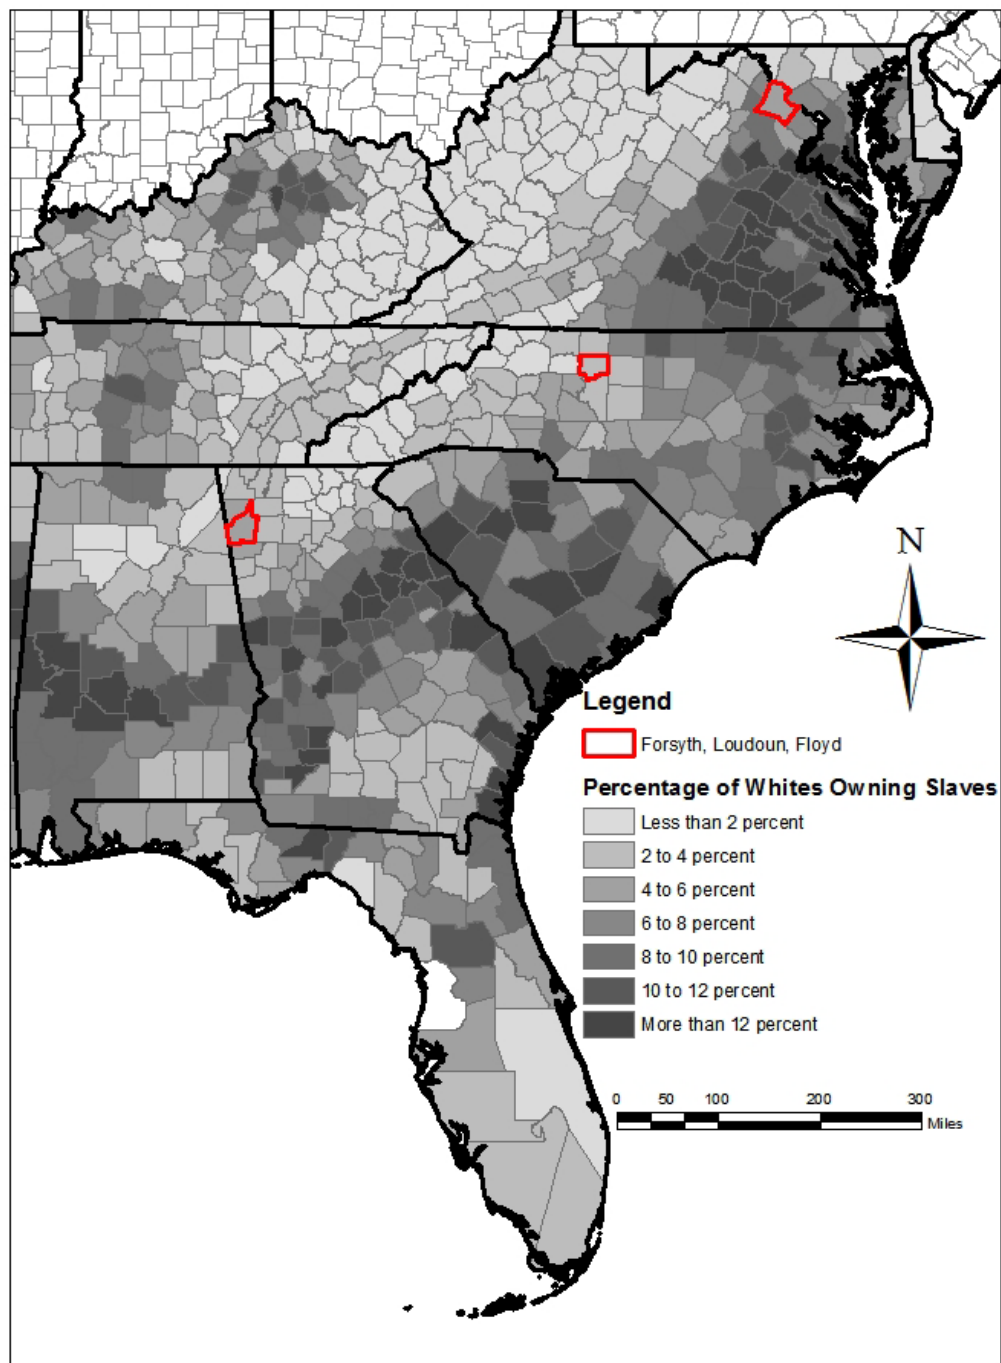 N
Legend
Forsyth, Loudoun, Floyd
Percentage of Whites Owning Slaves
Less than 2 percent
2 to 4 percent
4 to 6 percent
6 to 8 percent
8 to 10 percent
10 to 12 percent
More than 12 percent
0 50 100 200 300
Miles